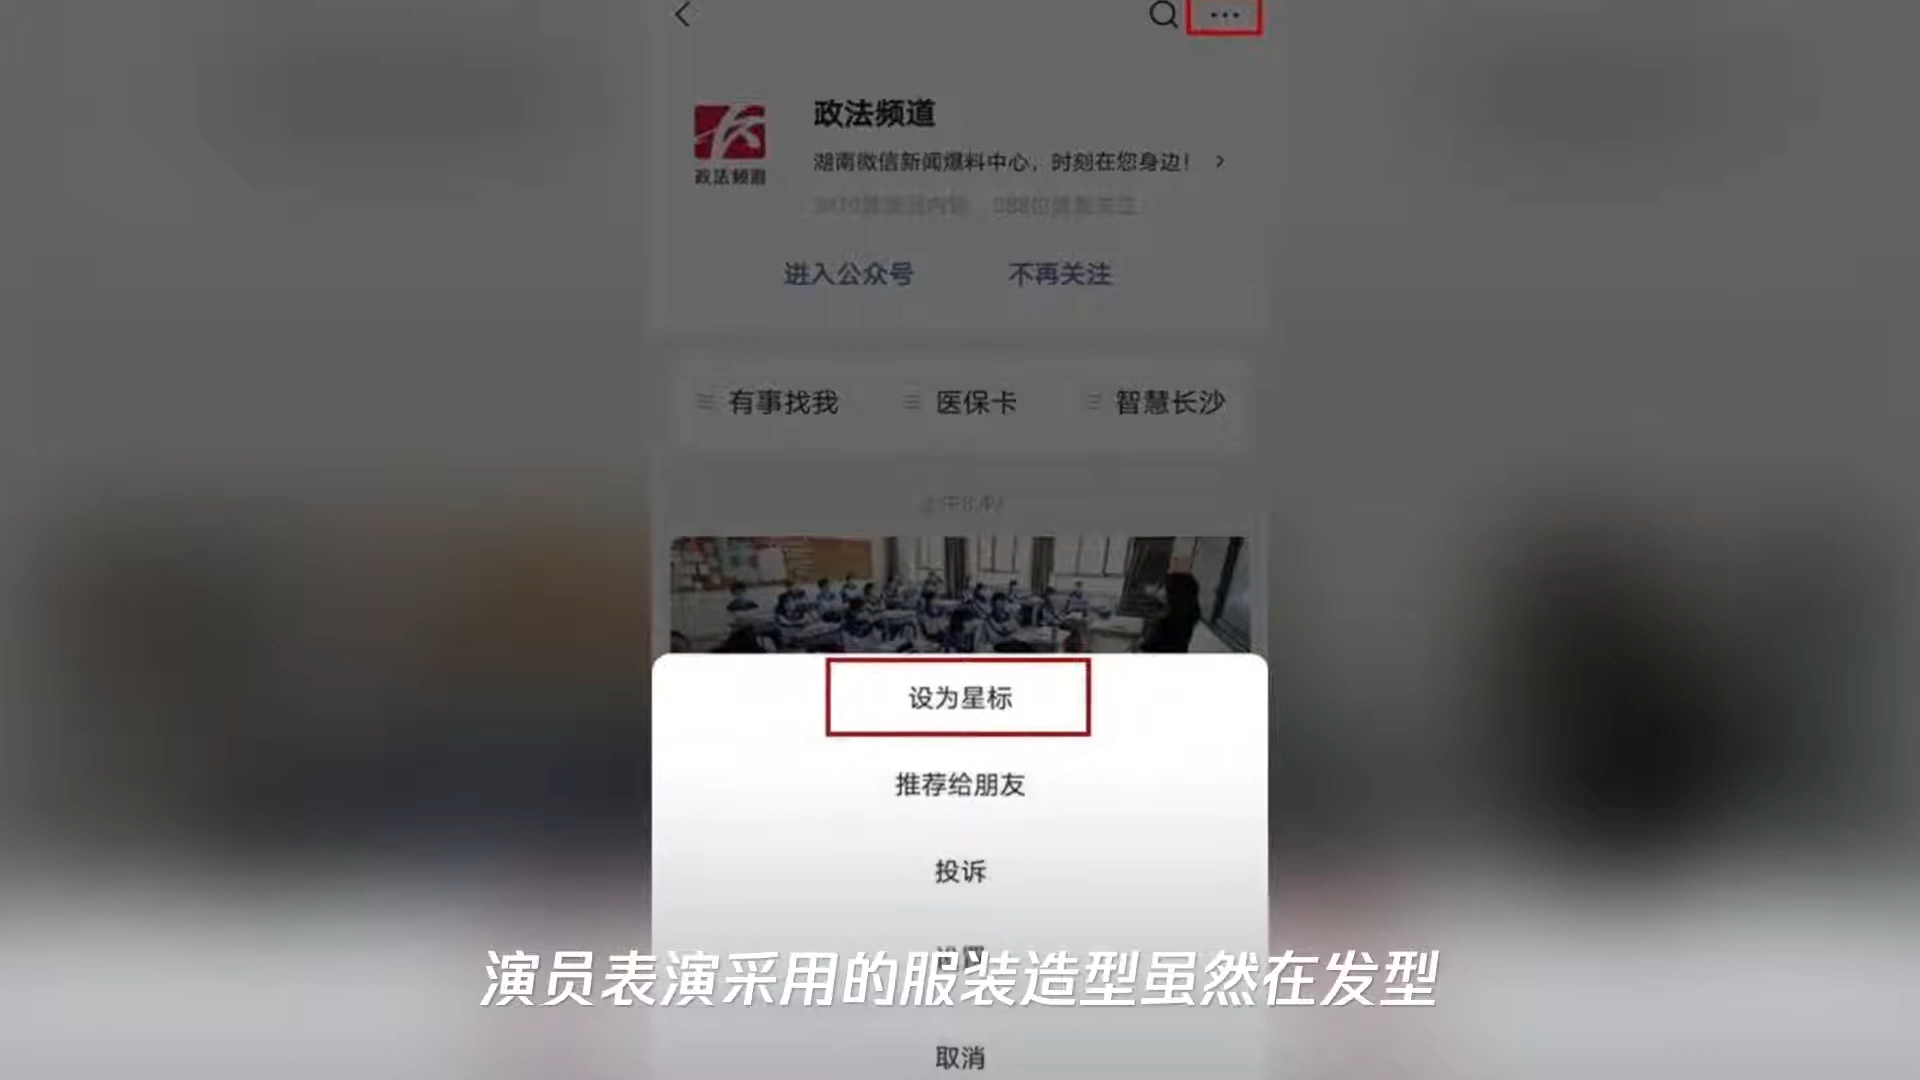 政法频道
政法频道
湖南微信新闻爆料中心，时刻在您身边！
进入公众号 不再关注
有事找我 医保卡 智慧长沙
设为星标
推荐给朋友
投诉
演员表演采用的服装造型虽然在发型
取消